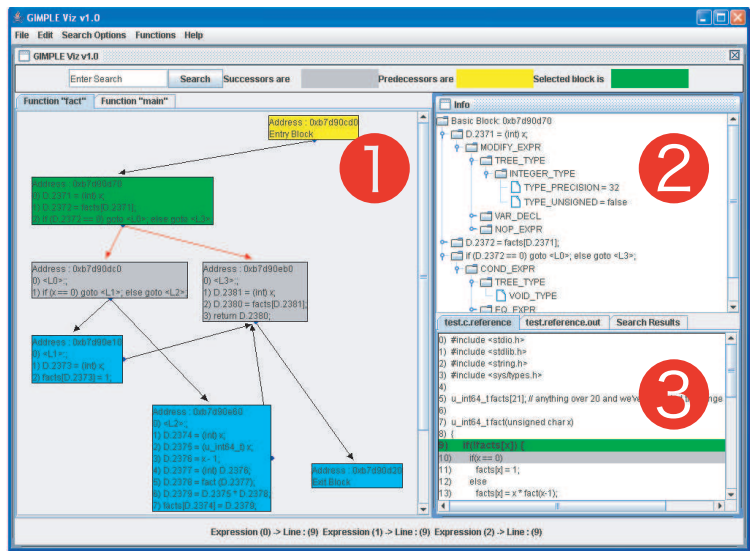 GIMPLE Viz v1.0
File Edit Search Options Functions Help
GIMPLE Viz v1.0
Enter Search Search Successors are Predecessors are Selected block is
Function "fact" Function "main"
Address : 0xb7d90cd0
Entry Block
1
Address : 0xb7d90d70
0) D.2371 = (int) x;
1) D.2372 = facts[D.2371];
2) if (D.2372 == 0) goto <L0>; else goto <L3>
Address : 0xb7d90dc0
0) <L0>:;
1) if (x == 0) goto <L1>; else goto <L2>
Address : 0xb7d90eb0
0) <L3>:;
1) D.2381 = (int) x;
2) D.2380 = facts[D.2381];
3) return D.2380;
Address : 0xb7d90e10
0) <L1>:;
1) D.2373 = (int) x;
2) facts[D.2373] = 1;
Address : 0xb7d90e60
0) <L2>:;
1) D.2374 = (int) x;
2) D.2375 = (u_int64_t) x;
3) D.2376 = x - 1;
4) D.2377 = (int) D.2376;
5) D.2378 = fact (D.2377);
6) D.2379 = D.2375 * D.2378;
7) facts[D.2374] = D.2379;
Address : 0xb7d90d20
Exit Block
Info
Basic Block: 0xb7d90d70
D.2371 = (int) x;
MODIFY_EXPR
TREE_TYPE
INTEGER_TYPE
TYPE_PRECISION = 32
TYPE_UNSIGNED = false
VAR_DECL
NOP_EXPR
D.2372 = facts[D.2371];
if (D.2372 == 0) goto <L0>; else goto <L3>;
COND_EXPR
TREE_TYPE
VOID_TYPE
EQ_EXPR
2
test.c.reference test.reference.out Search Results
0) #include <stdio.h>
1) #include <stdlib.h>
2) #include <string.h>
3) #include <sys/types.h>
4)
5) u_int64_t facts[21]; // anything over 20 and we've
6)
7) u_int64_t fact(unsigned char x)
8) {
9) if(!facts[x]) {
10) if(x == 0)
11) facts[x] = 1;
12) else
13) facts[x] = x * fact(x-1);
3
Expression (0) -> Line : (9) Expression (1) -> Line : (9) Expression (2) -> Line : (9)